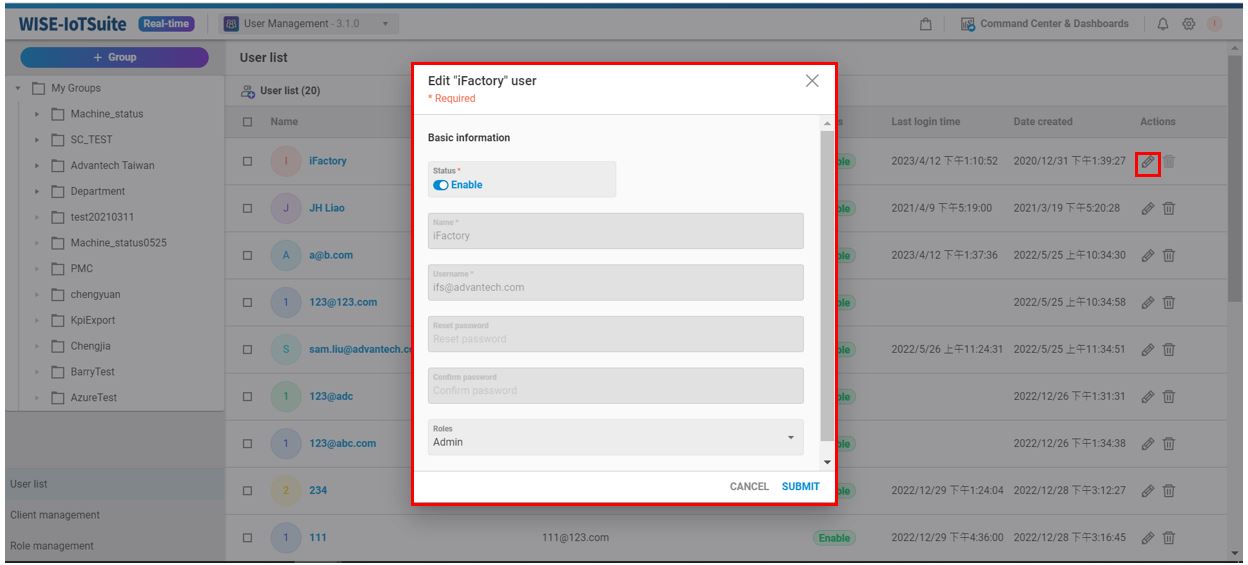 WISE-IoTSuite Real-time User Management - 3.1.0 Command Center & Dashboards I
+ Group
My Groups
Machine_status
SC_TEST
Advantech Taiwan
Department
test20210311
Machine_status0525
PMC
chengyuan
KpiExport
Chengjia
BarryTest
AzureTest
User list
Client management
Role management
User list
User list (20)
Name Last login time Date created Actions
I iFactory 2023/4/12 下午1:10:52 2020/12/31 下午1:39:27
J JH Liao 2021/4/9 下午5:19:00 2021/3/19 下午5:20:28
A a@b.com 2023/4/12 下午1:37:36 2022/5/25 上午10:34:30
1 123@123.com 2022/5/25 上午10:34:58
S sam.liu@advantech.c 2022/5/26 上午11:24:31 2022/5/25 上午11:34:51
1 123@adc 2022/12/26 下午1:31:31
1 123@abc.com 2022/12/26 下午1:34:38
2 234 2022/12/29 下午1:24:04 2022/12/28 下午3:12:27
1 111 111@123.com Enable 2022/12/29 下午4:36:00 2022/12/28 下午3:16:45
Edit "iFactory" user
* Required
Basic information
Status *
Enable
Name *
iFactory
Username *
ifs@advantech.com
Reset password
Reset password
Confirm password
Confirm password
Roles
Admin
CANCEL SUBMIT